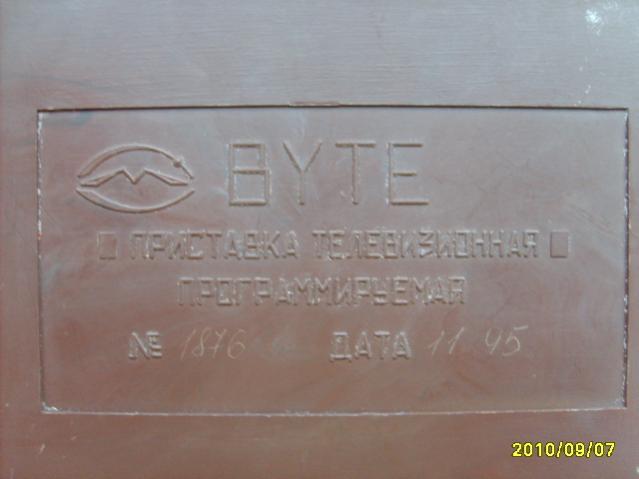 BYTE
ПРИСТАВКА ТЕЛЕВИЗИОННАЯ
ПРОГРАММИРУЕМАЯ
№ 1876 ДАТА 11 95
2010/09/07